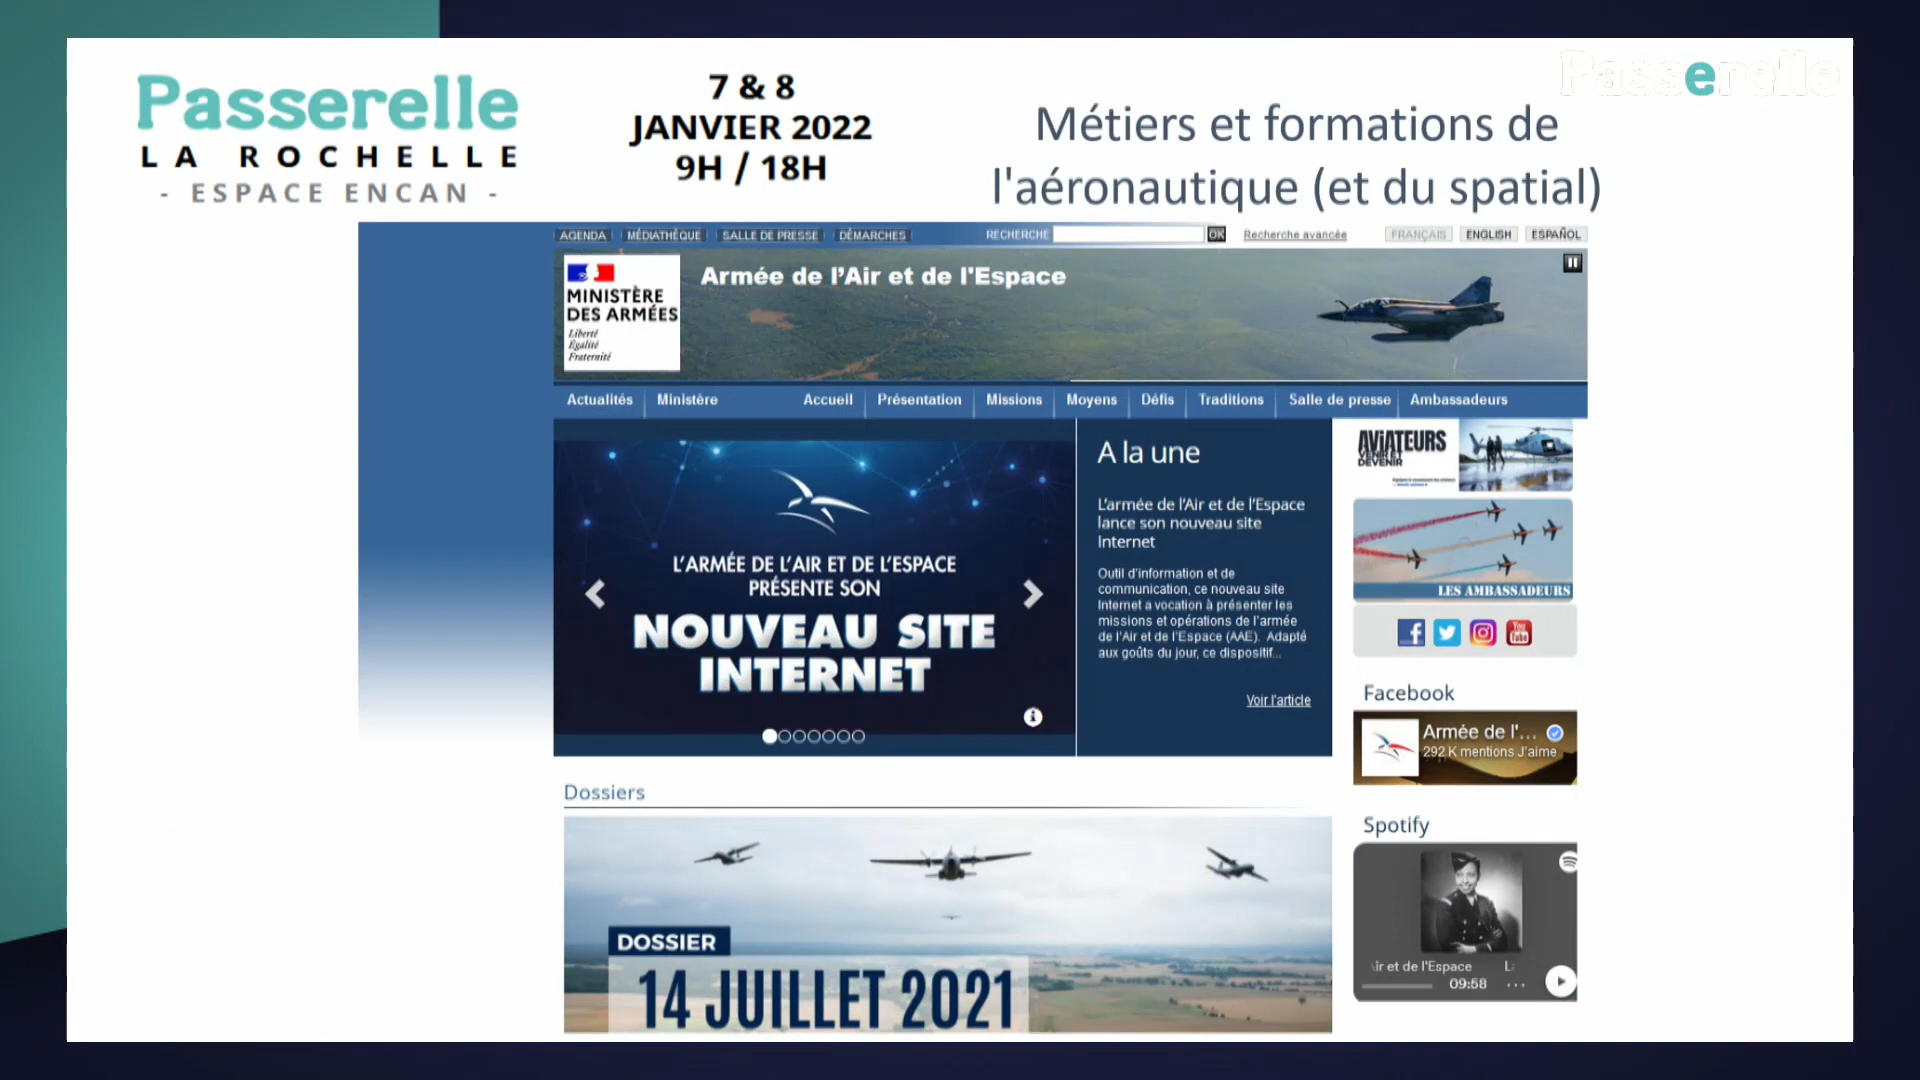 Passerelle
LA ROCHELLE
- ESPACE ENCAN -
7 & 8
JANVIER 2022
9H / 18H
Passerelle
Métiers et formations de
l'aéronautique (et du spatial)
AGENDA MÉDIATHÈQUE SALLE DE PRESSE DÉMARCHES RECHERCHE OK Recherche avancée FRANÇAIS ENGLISH ESPAÑOL
MINISTÈRE
DES ARMÉES
Liberté
Égalité
Fraternité
Armée de l'Air et de l'Espace
Actualités Ministère Accueil Présentation Missions Moyens Défis Traditions Salle de presse Ambassadeurs
L'ARMÉE DE L'AIR ET DE L'ESPACE
PRÉSENTE SON
NOUVEAU SITE
INTERNET
A la une
L'armée de l'Air et de l'Espace
lance son nouveau site
Internet
Outil d'information et de
communication, ce nouveau site
Internet a vocation à présenter les
missions et opérations de l'armée
de l'Air et de l'Espace (AAE). Adapté
aux goûts du jour, ce dispositif...
Voir l'article
AVIATEURS
VENIR ET
DEVENIR
LES AMBASSADEURS
You
Tube
Facebook
Armée de l'...
292 K mentions J'aime
Spotify
ir et de l'Espace
09:58
Dossiers
DOSSIER
14 JUILLET 2021